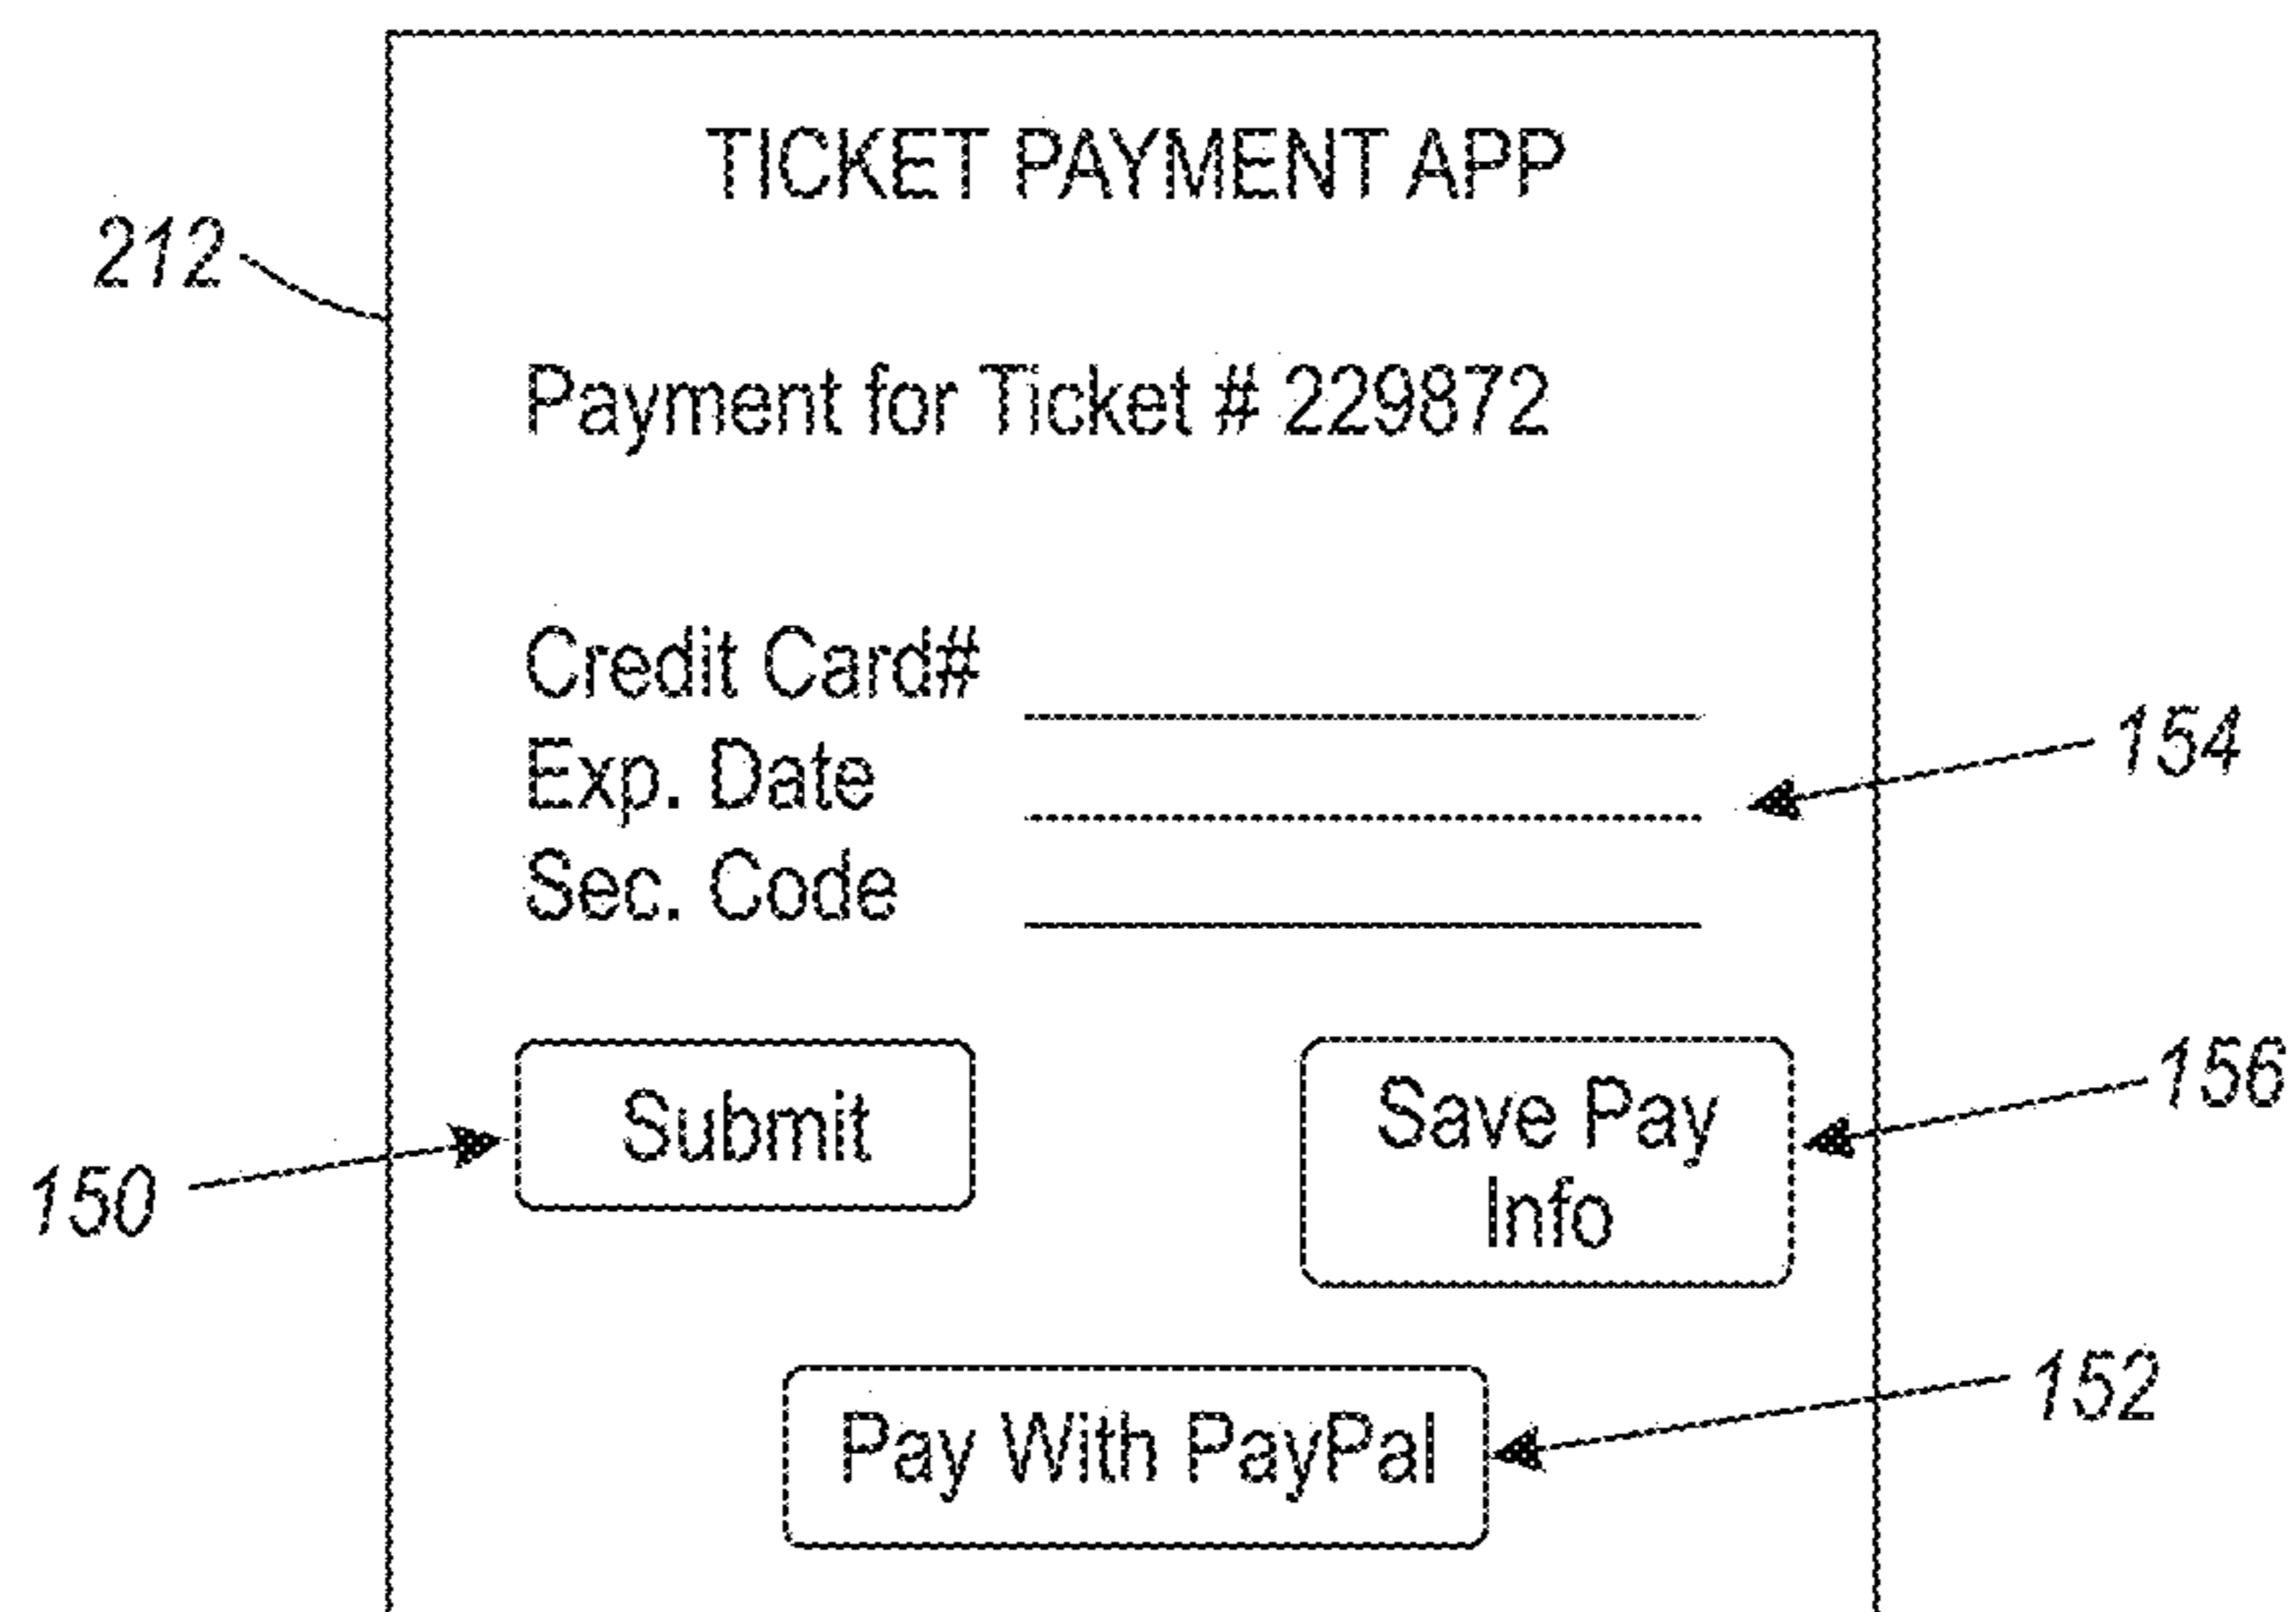 TICKET PAYMENT APP
212
Payment for Ticket # 229872
Credit Card#
154
Exp. Date
Sec. Code
156
Submit
Save Pay
Info
150
152
Pay With PayPal